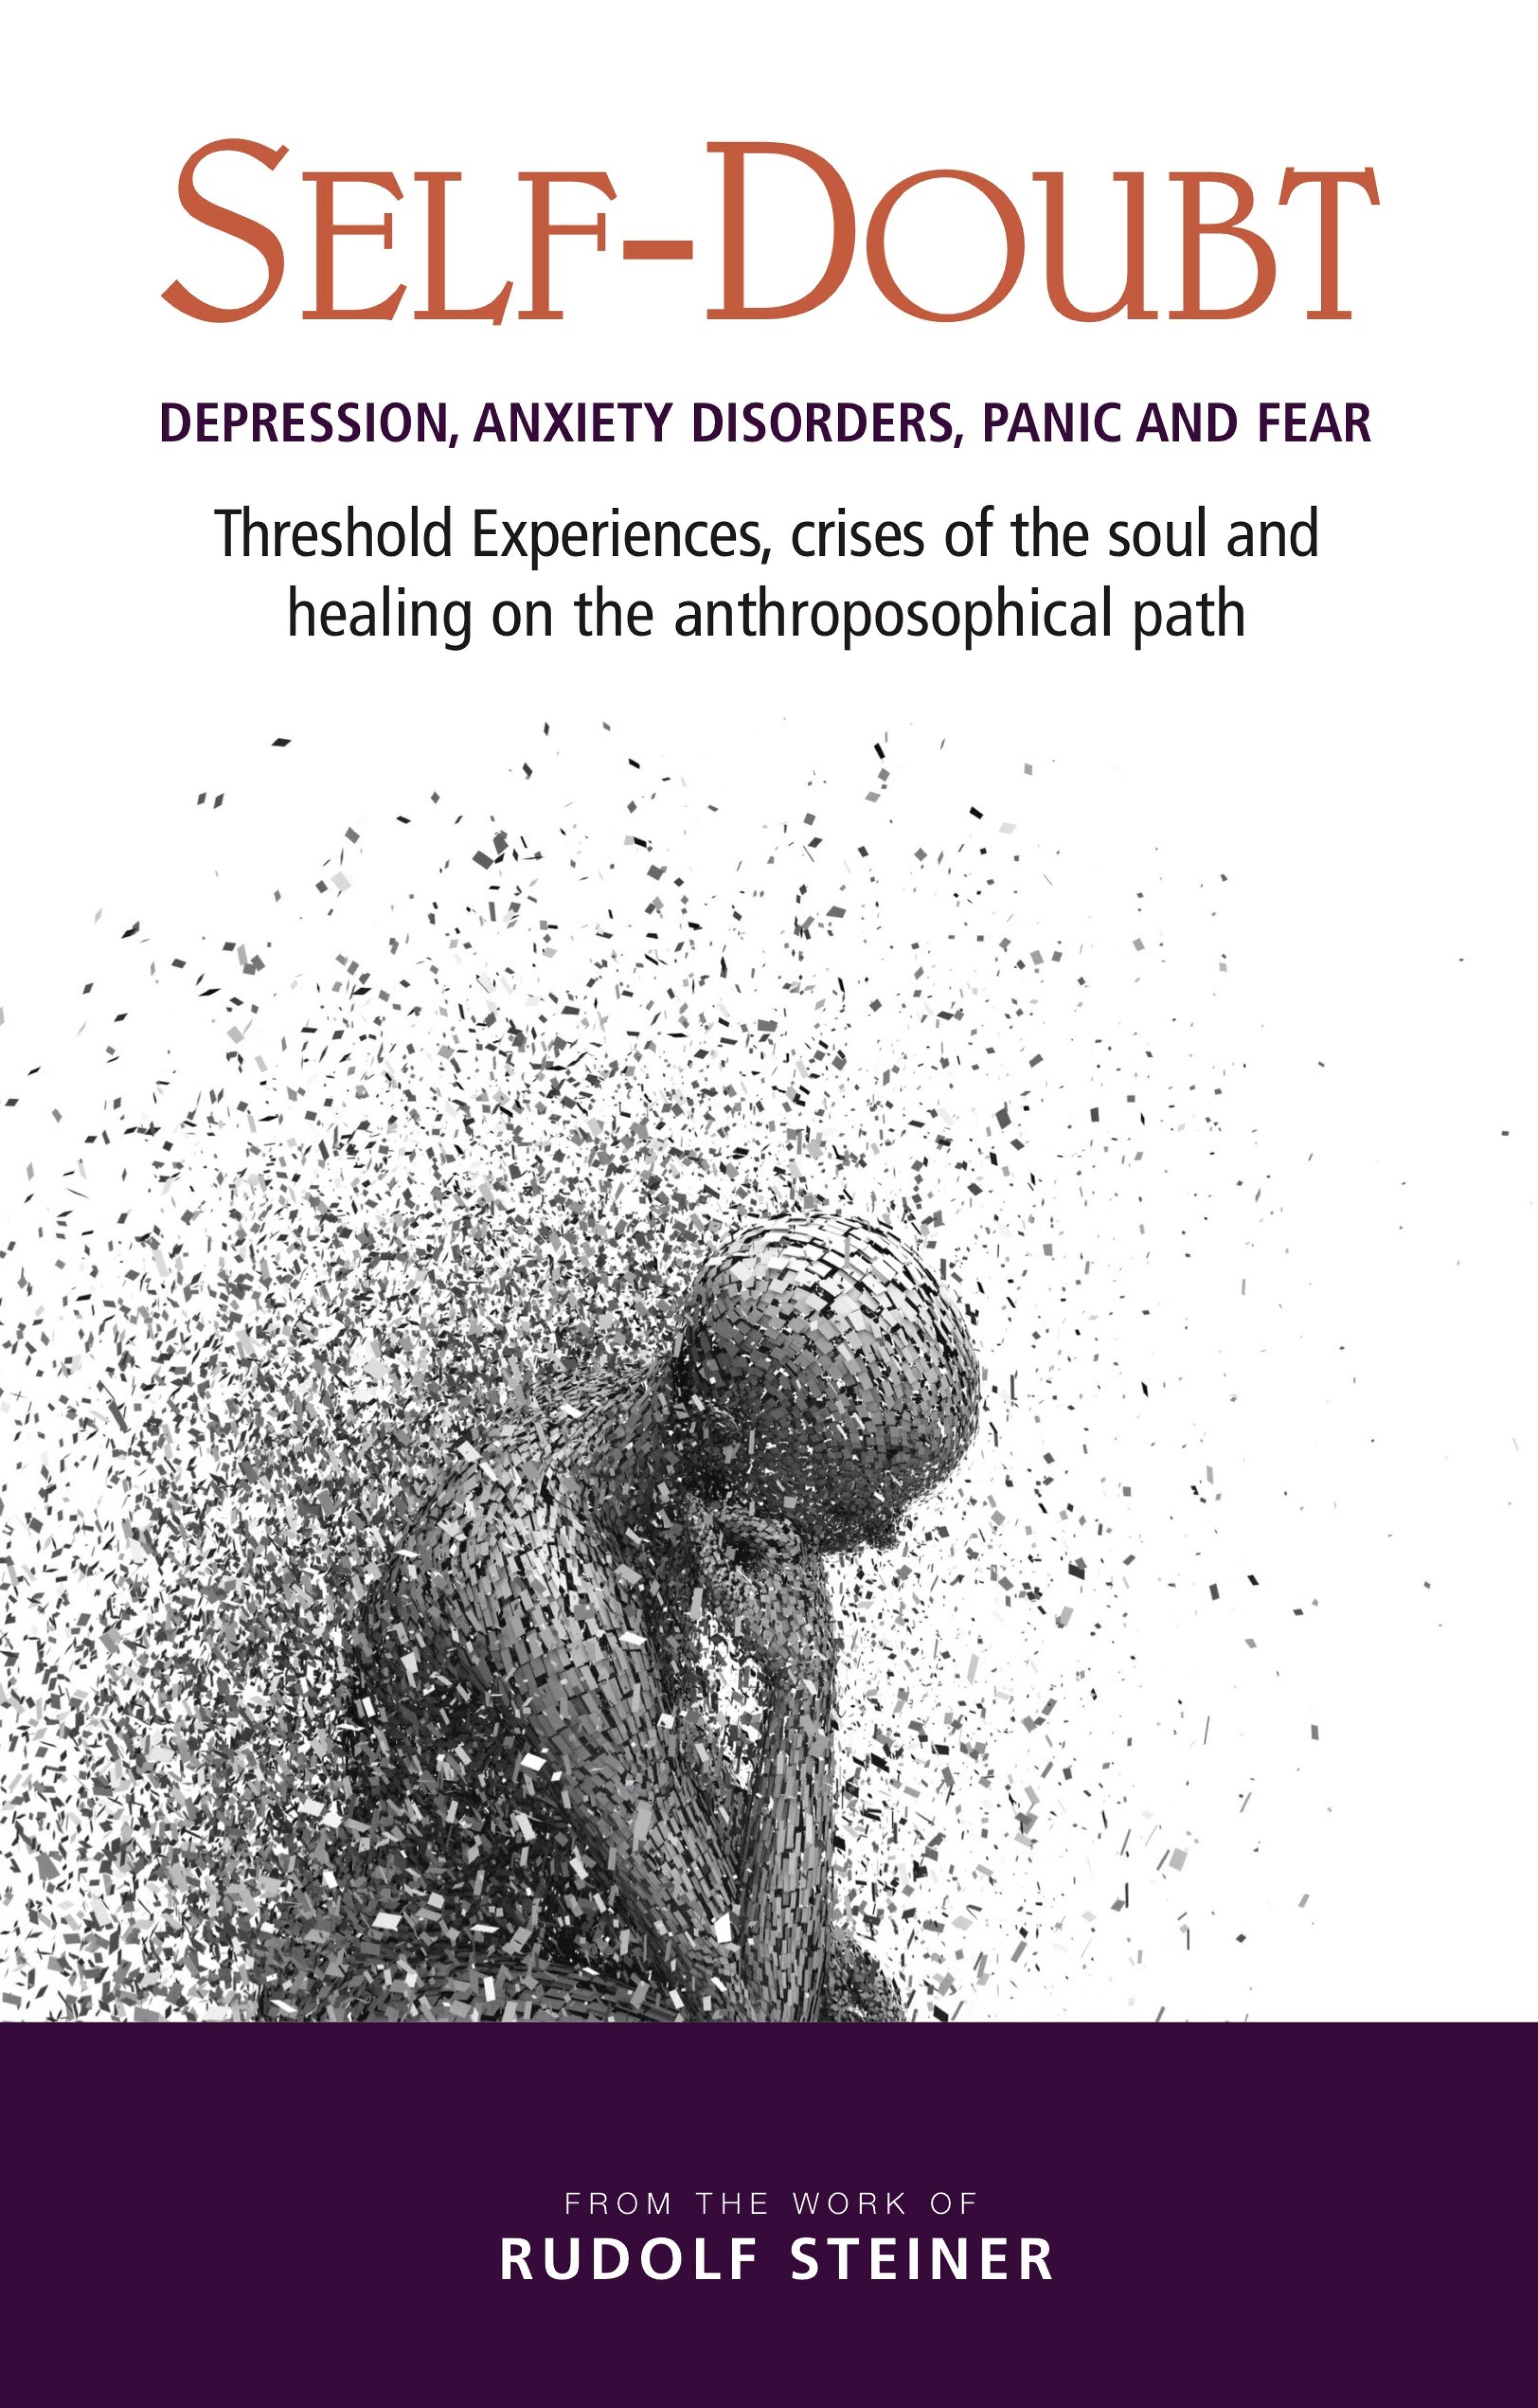 SELF-DOUBT
DEPRESSION, ANXIETY DISORDERS, PANIC AND FEAR
Threshold Experiences, crises of the soul and
healing on the anthroposophical path
FROM THE WORK OF
RUDOLF STEINER